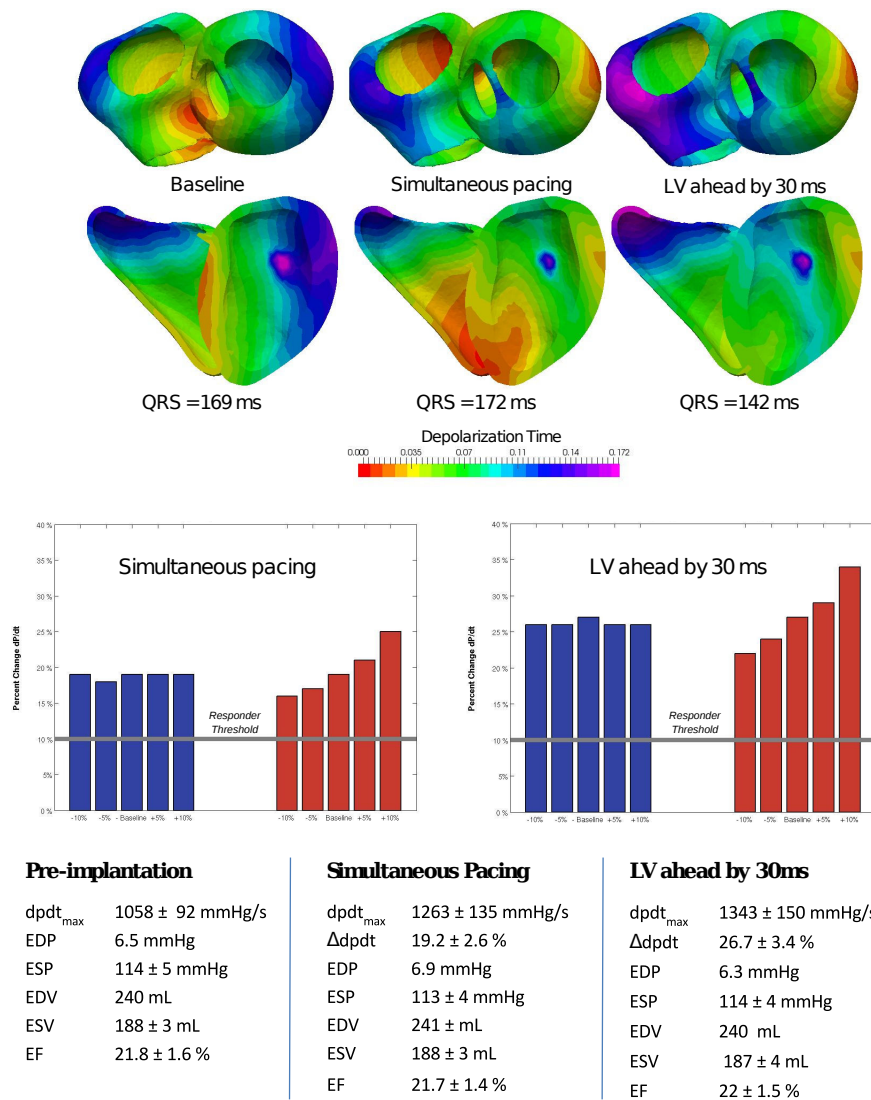 Baseline
Simultaneous pacing
LV ahead by 30 ms
QRS = 169 ms
QRS = 172 ms
QRS = 142 ms
Depolarization Time
0.000 0.035 0.07 0.11 0.14 0.172
Simultaneous pacing
Percent Change dP/dt
40 %
35%
30%
25%
20%
15%
10%
5%
0 %
Responder
Threshold
-10% -5% - Baseline +5% +10% -10% -5% Baseline +5% +10%
LV ahead by 30 ms
Percent Change dP/dt
40 %
35%
30%
25%
20%
15%
10%
5%
0 %
Responder
Threshold
-10% -5% - Baseline +5% +10% -10% -5% Baseline +5% +10%
Pre-implantation
dpdtmax 1058 ± 92 mmHg/s
EDP 6.5 mmHg
ESP 114 ± 5 mmHg
EDV 240 mL
ESV 188 ± 3 mL
EF 21.8 ± 1.6 %
Simultaneous Pacing
dpdtmax 1263 ± 135 mmHg/s
Δdpdt 19.2 ± 2.6 %
EDP 6.9 mmHg
ESP 113 ± 4 mmHg
EDV 241 ± mL
ESV 188 ± 3 mL
EF 21.7 ± 1.4 %
LV ahead by 30ms
dpdtmax 1343 ± 150 mmHg/s
Δdpdt 26.7 ± 3.4 %
EDP 6.3 mmHg
ESP 114 ± 4 mmHg
EDV 240 mL
ESV 187 ± 4 mL
EF 22 ± 1.5 %